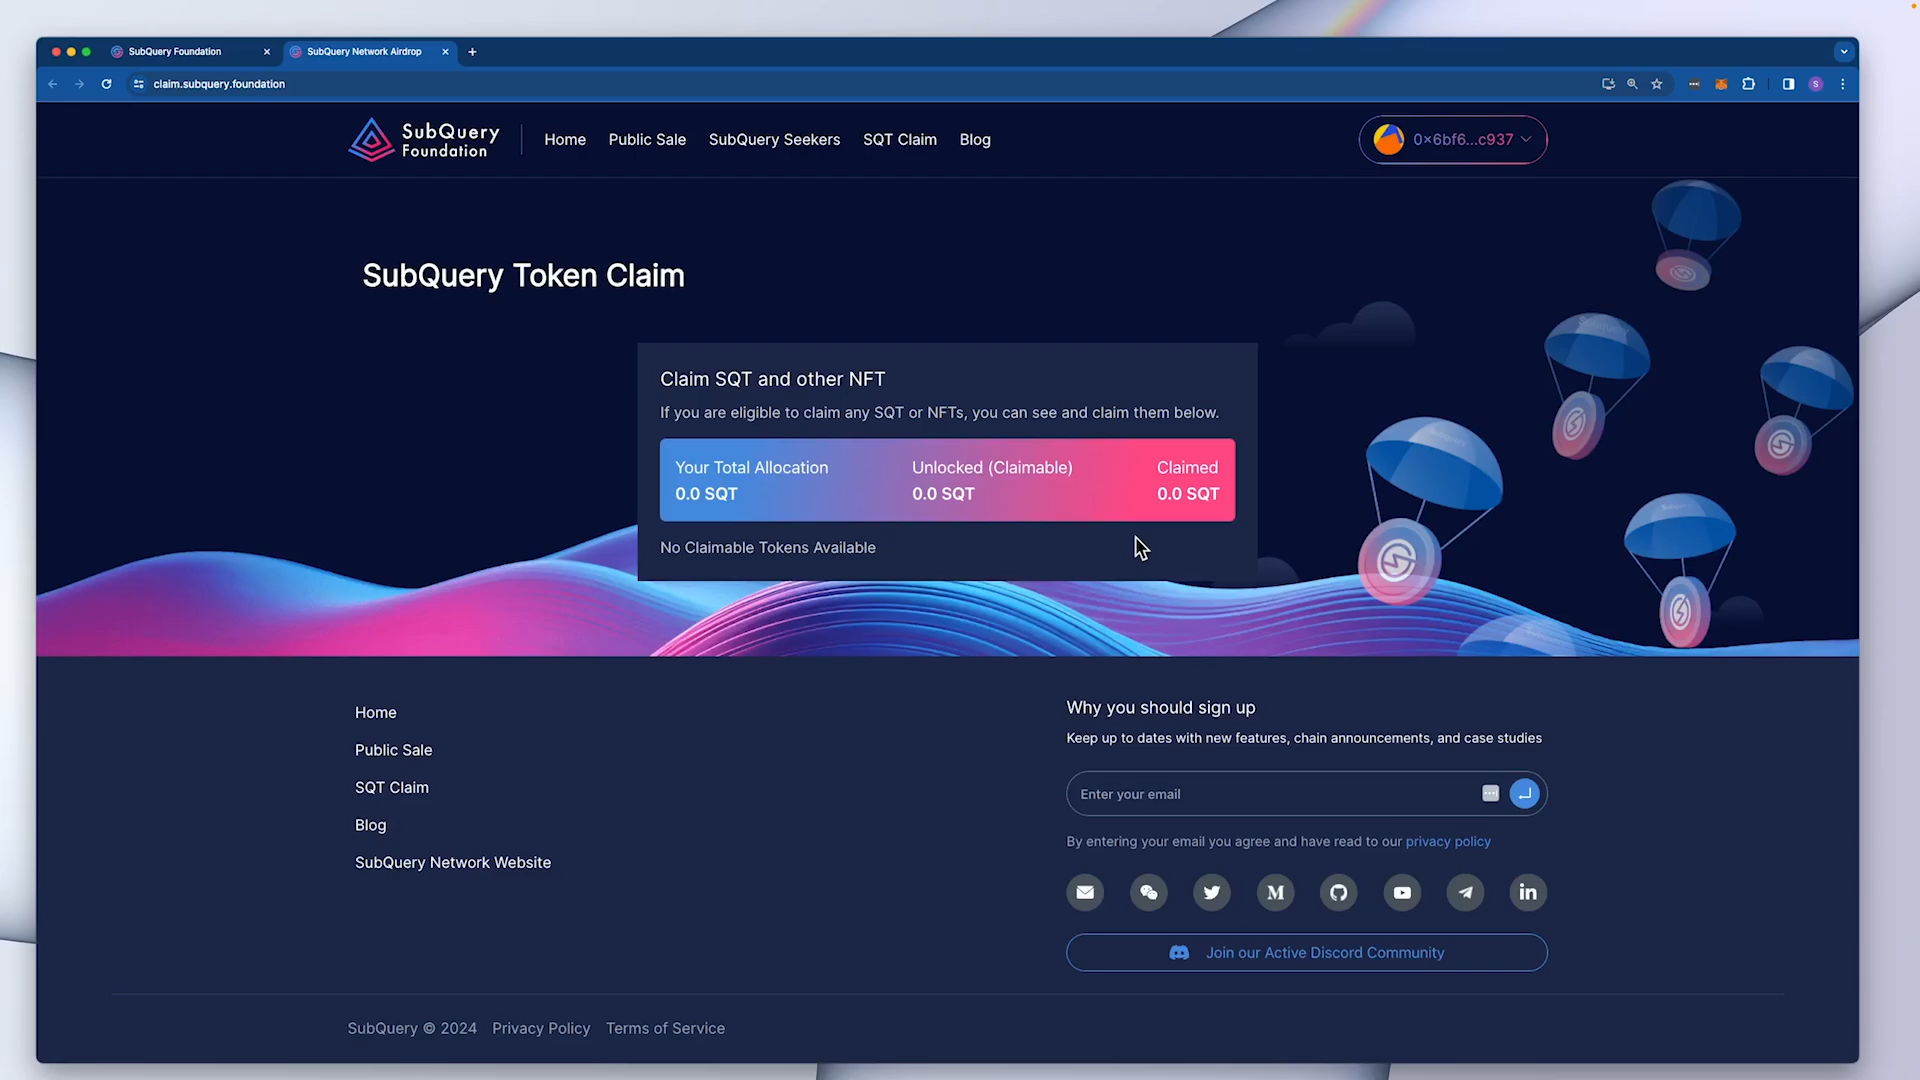 SubQuery Foundation
SubQuery Network Airdrop
claim.subquery.foundation
S
SubQuery
Foundation
Home
Public Sale
SubQuery Seekers
SQT Claim
Blog
0×6bf6...c937
SubQuery Token Claim
Claim SQT and other NFT
If you are eligible to claim any SQT or NFTs, you can see and claim them below.
Your Total Allocation
Unlocked (Claimable)
Claimed
0.0 SQT
0.0 SQT
0.0 SQT
No Claimable Tokens Available
Home
Public Sale
SQT Claim
Blog
SubQuery Network Website
Why you should sign up
Keep up to dates with new features, chain announcements, and case studies
Enter your email
By entering your email you agree and have read to our privacy policy
Join our Active Discord Community
SubQuery © 2024
Privacy Policy
Terms of Service